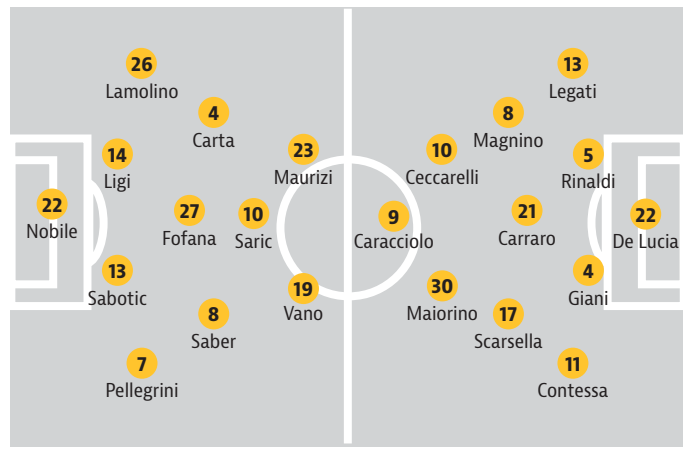 26
Lamolino
4
Carta
14
Ligi
23
Maurizi
22
Nobile
27
Fofana
10
Saric
13
Sabotic
19
Vano
8
Saber
7
Pellegrini
13
Legati
8
Magnino
10
Ceccarelli
5
Rinaldi
9
Caracciolo
21
Carraro
22
De Lucia
30
Maiorino
4
Giani
17
Scarsella
11
Contessa